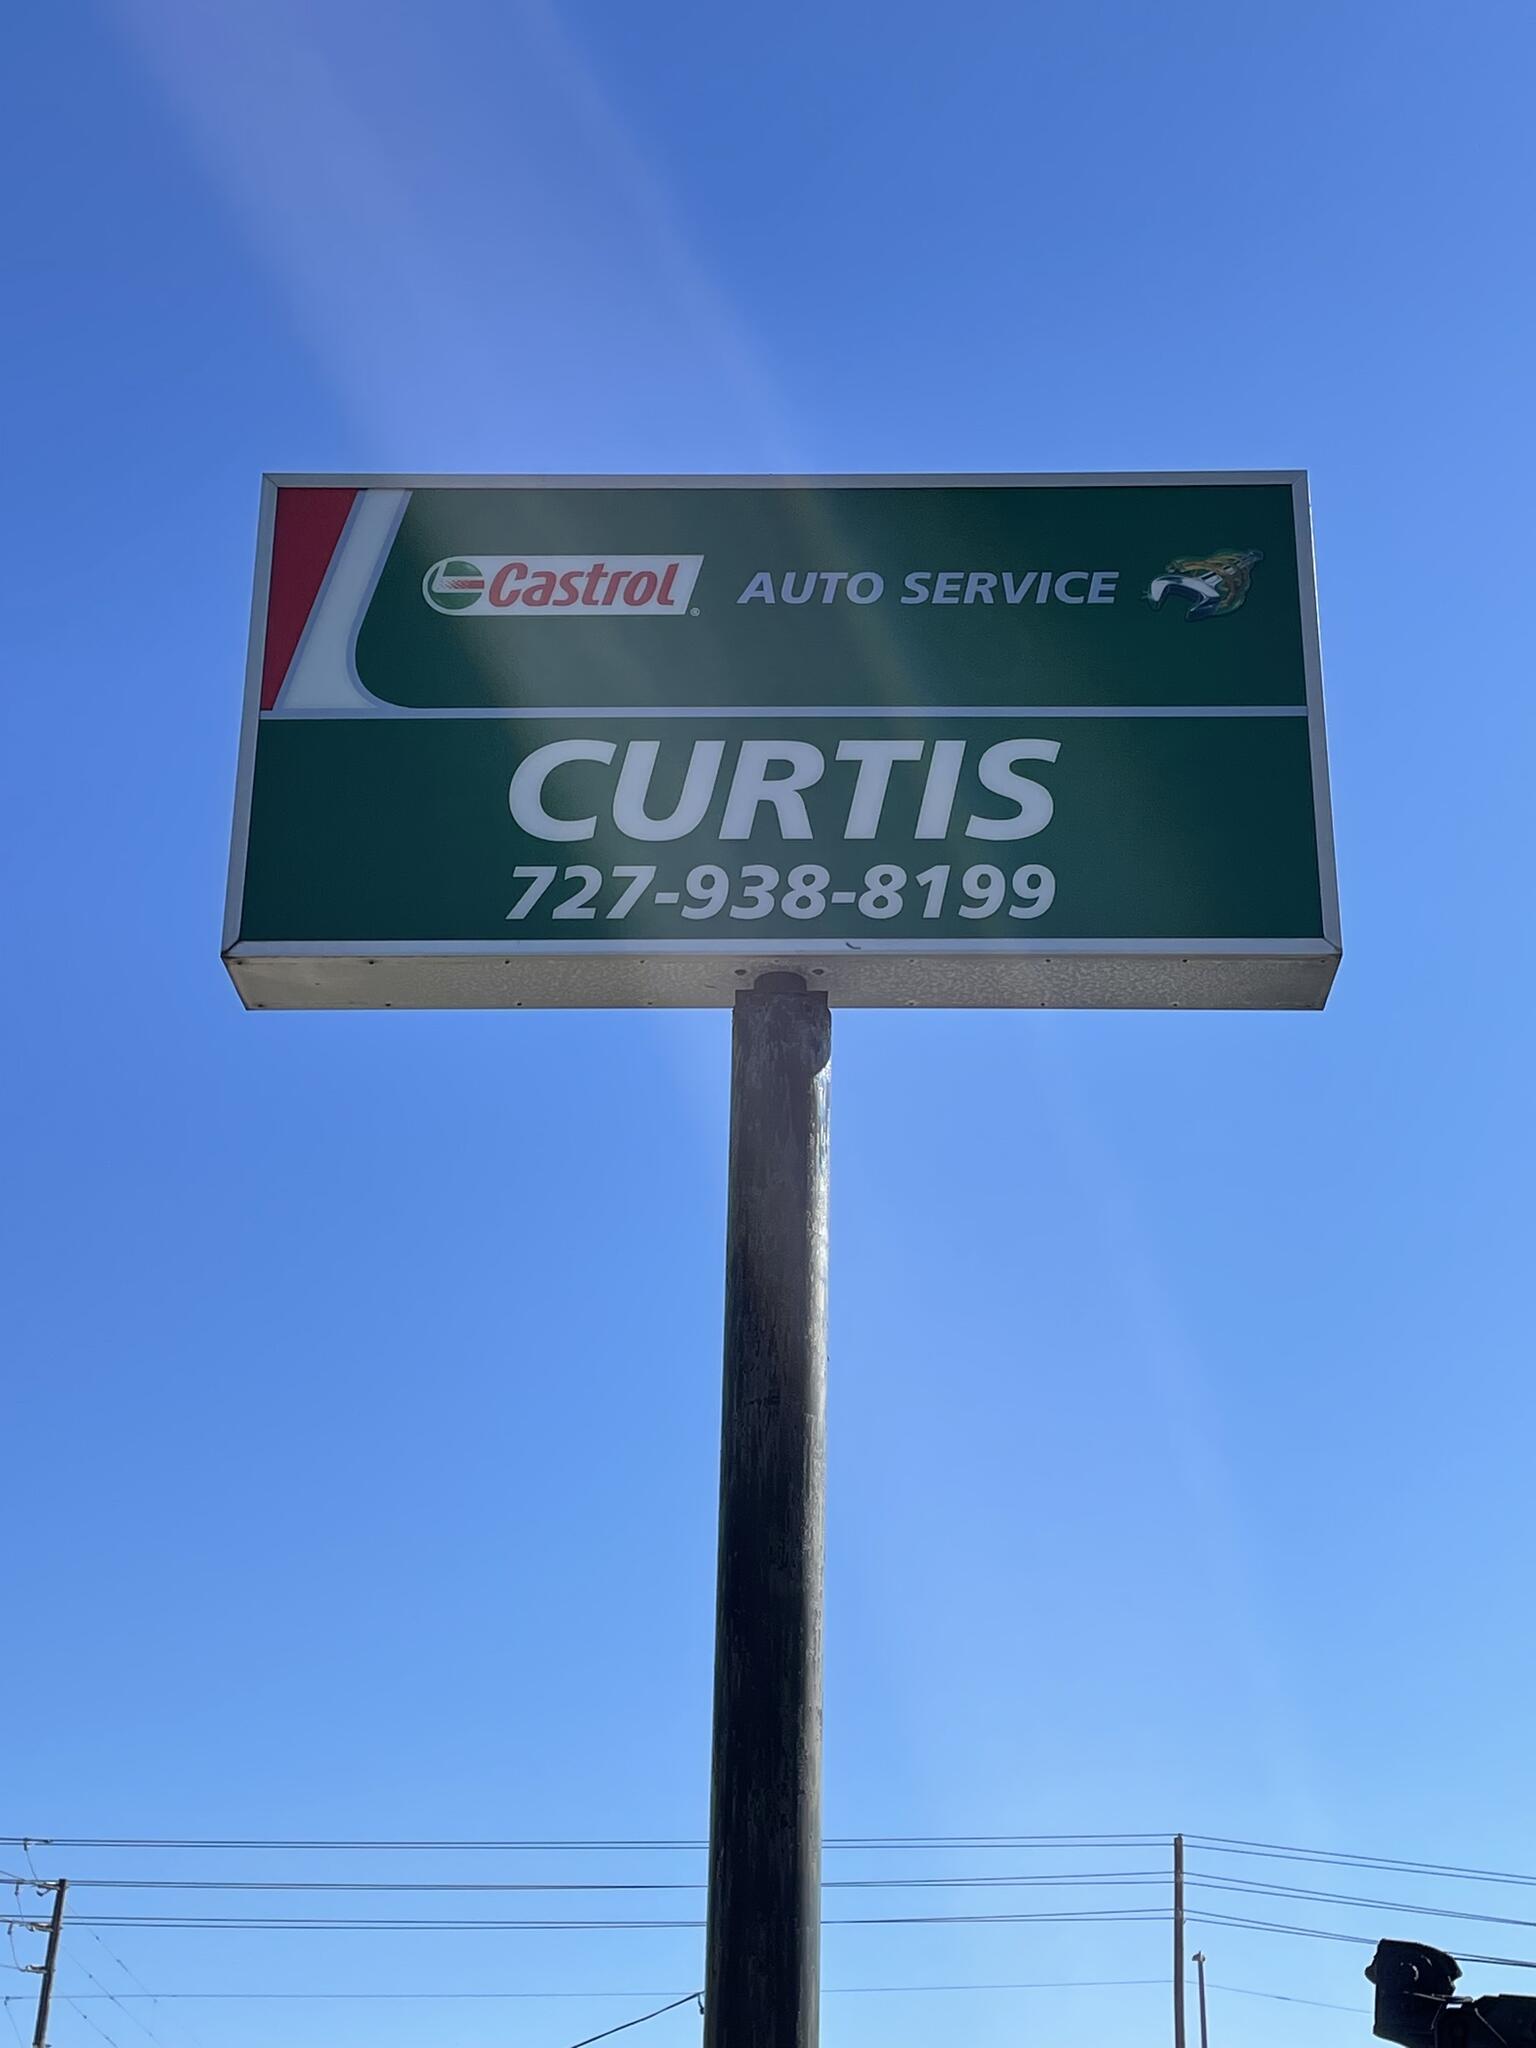 Castrol® AUTO SERVICE
CURTIS
727-938-8199